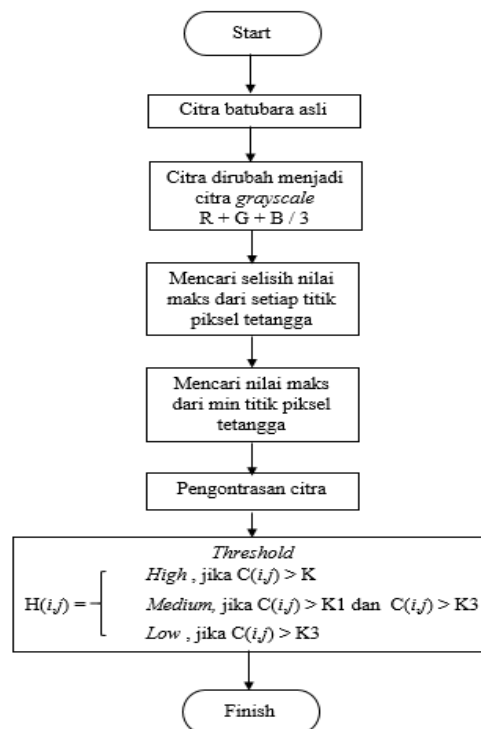 Start
Citra batubara asli
Citra dirubah menjadi
citra grayscale
R + G + B / 3
Mencari selisih nilai
maks dari setiap titik
piksel tetangga
Mencari nilai maks
dari min titik piksel
tetangga
Pengontrasan citra
Threshold
High , jika C(i,j) > K
H(i,j) = Medium, jika C(i,j) > K1 dan C(i,j) > K3
Low , jika C(i,j) > K3
Finish